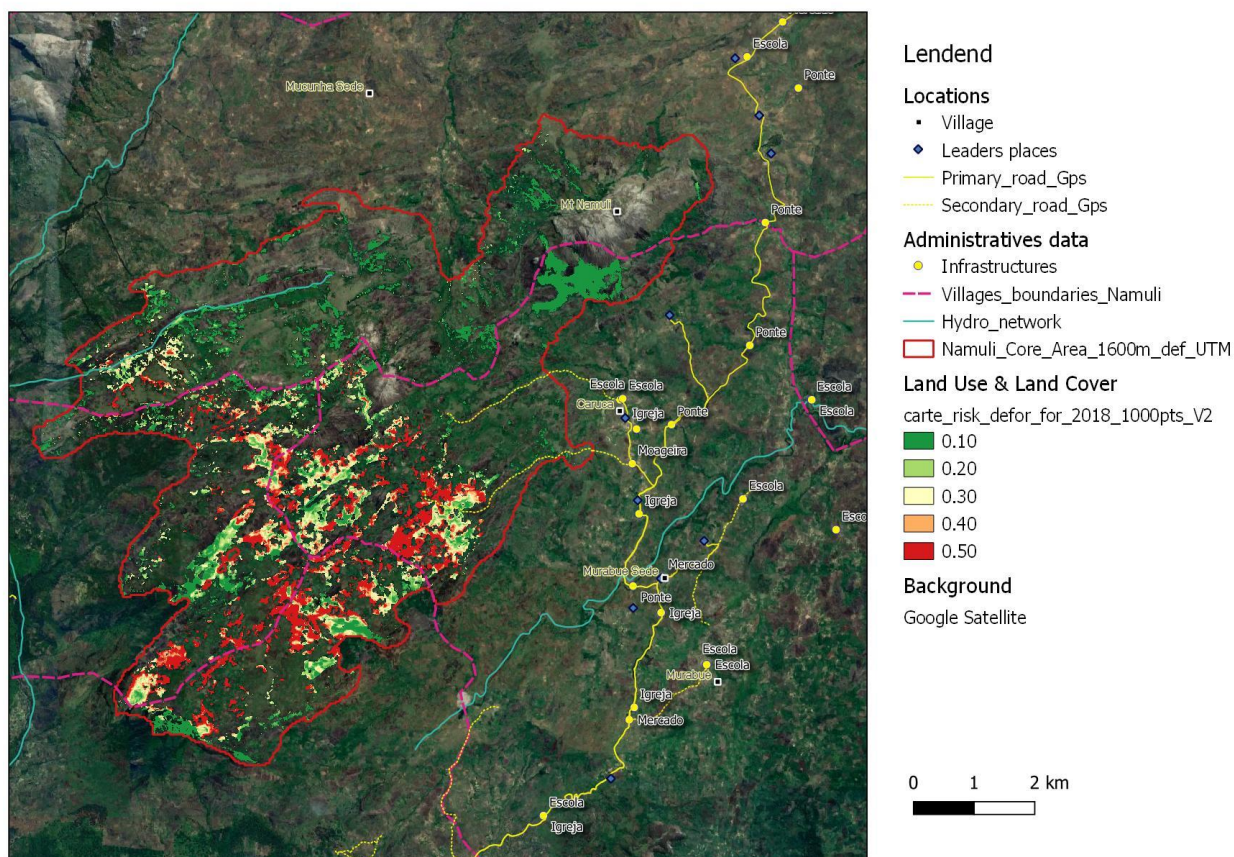 Escola
Ponte
Mucunha Sede
Mt Namuli
Ponte
Ponte
Escola Escola
Caruca
Igreja
Ponte
Escola
Moageira
Escola
Igreja
Mercado
Murabue Sede
Ponte
Igreja
Escola
Escola
Murabue
Igreja
Mercado
Escola
Igreja
Lendend
Locations
Village
Leaders places
Primary_road_Gps
Secondary_road_Gps
Administratives data
Infrastructures
Villages_boundaries_Namuli
Hydro_network
Namuli_Core_Area_1600m_def_UTM
Land Use & Land Cover
carte_risk_defor_for_2018_1000pts_V2
0.10
0.20
0.30
0.40
0.50
Background
Google Satellite
0 1 2 km